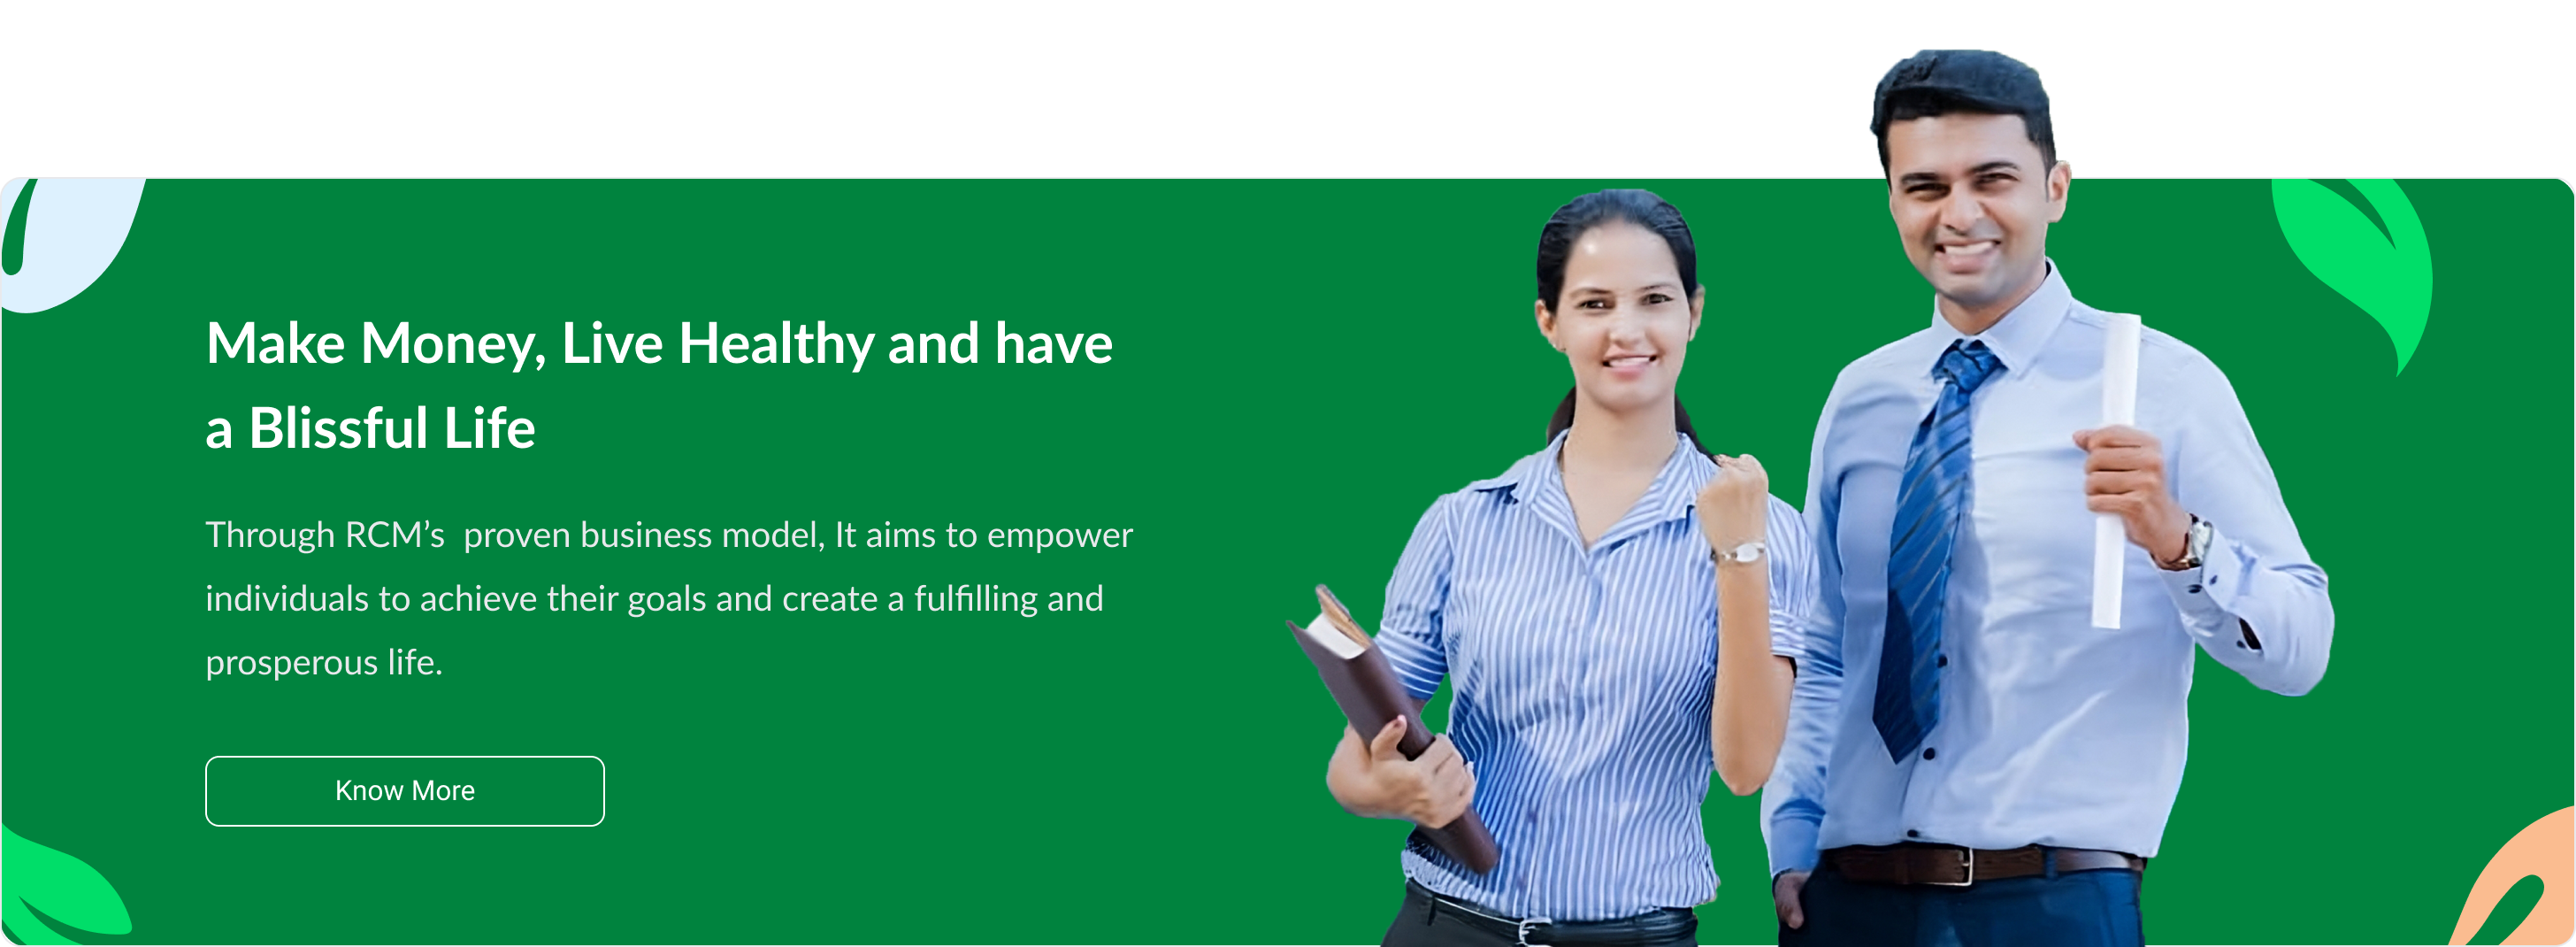 Make Money, Live Healthy and have
a Blissful Life
Through RCM’s  proven business model, It aims to empower
individuals to achieve their goals and create a fulfilling and
prosperous life.
Know More